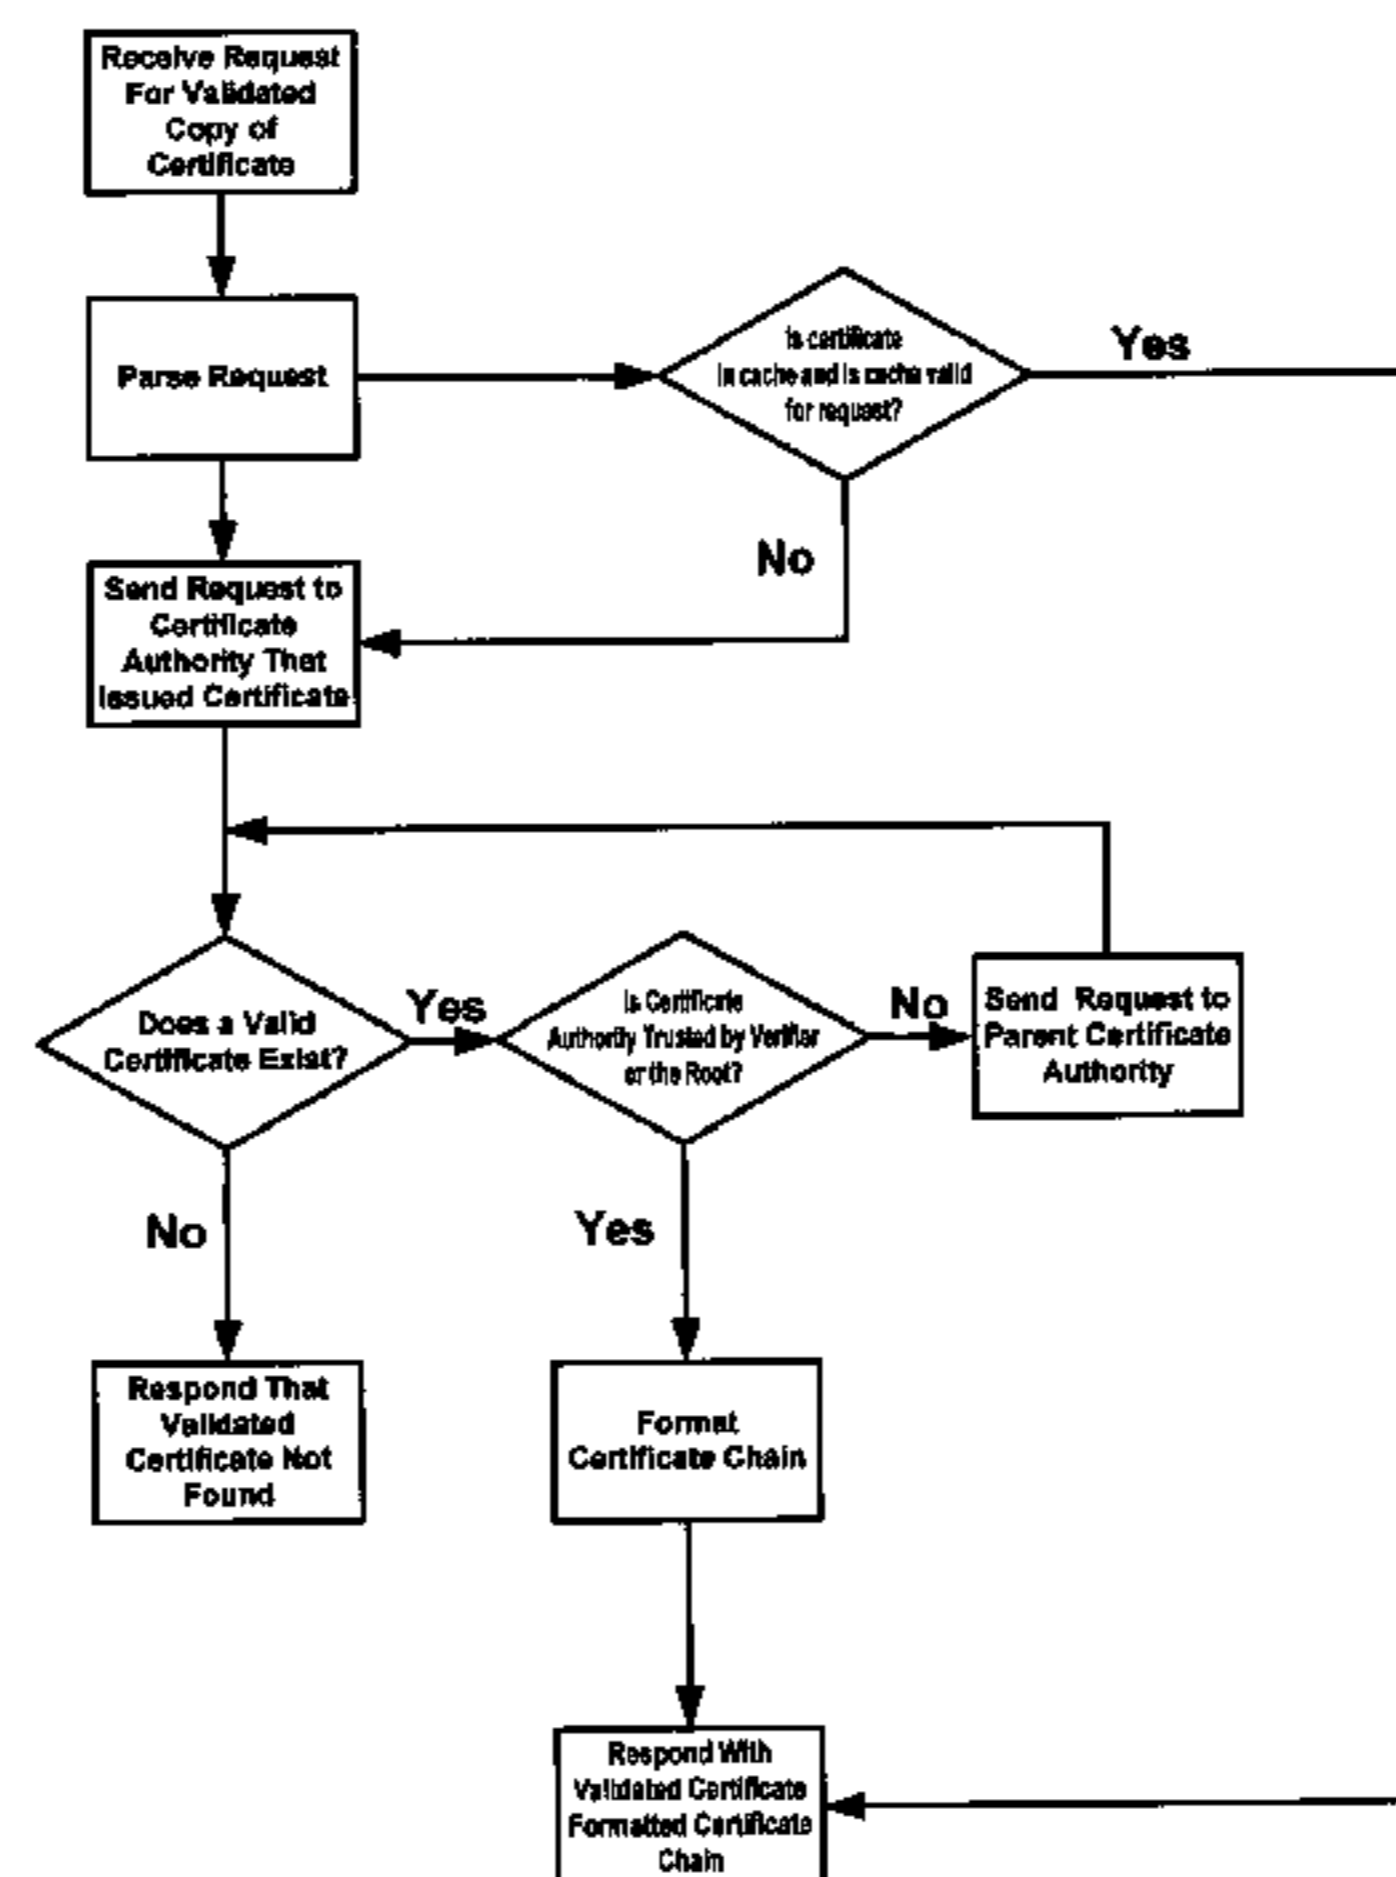 Receive Request
For Validated
Copy of
Certificate
Parse Request
Is certificate
in cache and is cache valid
for request?
Yes
No
Send Request to
Certificate
Authority That
Issued Certificate
Does a Valid
Certificate Exist?
Yes
Is Certificate
Authority Trusted by Verifier
or the Root?
No
Send Request to
Parent Certificate
Authority
No
Yes
Respond That
Validated
Certificate Not
Found
Format
Certificate Chain
Respond With
Validated Certificate
Formatted Certificate
Chain